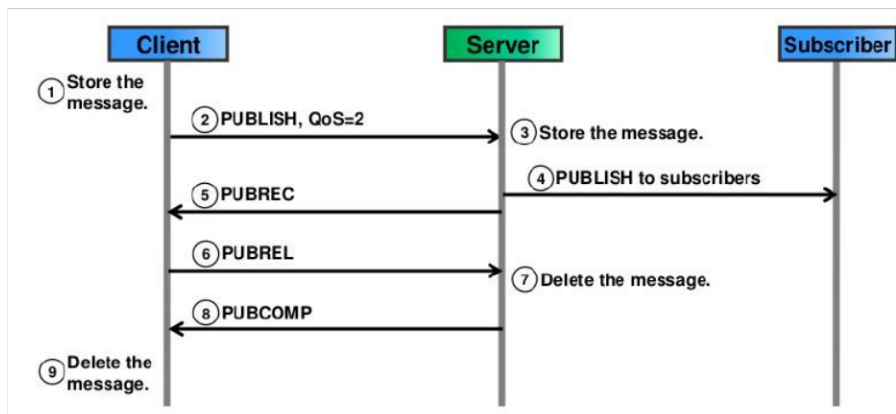 Client
Server
Subscriber
1 Store the
message.
2 PUBLISH, QoS=2
3 Store the message.
4 PUBLISH to subscribers
5 PUBREC
6 PUBREL
7 Delete the message.
8 PUBCOMP
9 Delete the
message.